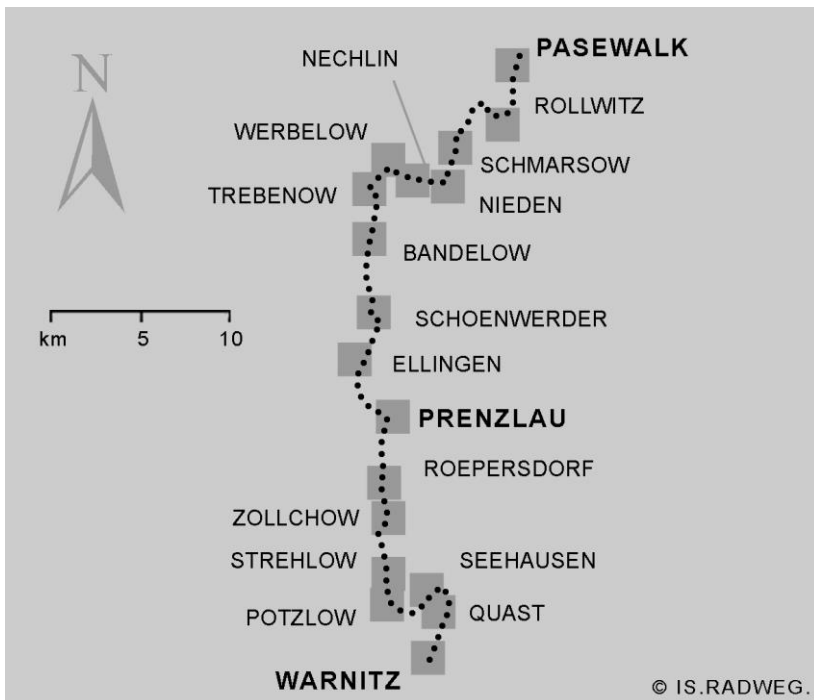 N
NECHLIN
PASEWALK
ROLLWITZ
WERBELOW
SCHMARSOW
TREBENOW
NIEDEN
BANDELOW
km 5 10
SCHOENWERDER
ELLINGEN
PRENZLAU
ROEPERSDORF
ZOLLCHOW
STREHLOW
SEEHAUSEN
POTZLOW
QUAST
WARNITZ
© IS.RADWEG.